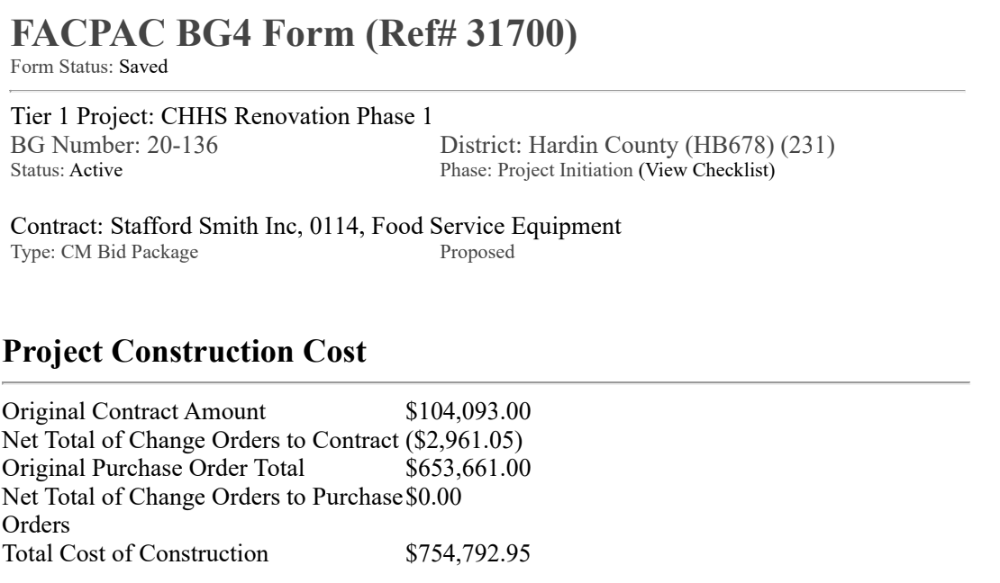 FACPAC BG4 Form (Ref# 31700)
Form Status: Saved
Tier 1 Project: CHHS Renovation Phase 1
BG Number: 20-136 District: Hardin County (HB678) (231)
Status: Active Phase: Project Initiation (View Checklist)
Contract: Stafford Smith Inc, 0114, Food Service Equipment
Type: CM Bid Package Proposed
Project Construction Cost
Original Contract Amount $104,093.00
Net Total of Change Orders to Contract ($2,961.05)
Original Purchase Order Total $653,661.00
Net Total of Change Orders to Purchase $0.00
Orders
Total Cost of Construction $754,792.95